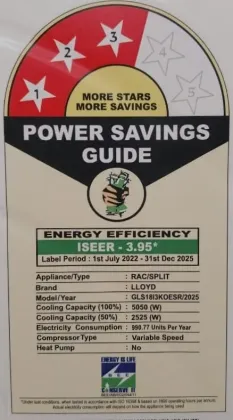 1 2 3 4 5
MORE STARS
MORE SAVINGS
POWER SAVINGS
GUIDE
ENERGY EFFICIENCY
ISEER - 3.95*
Label Period : 1st July 2022 - 31st Dec 2025
Appliance/Type : RAC/SPLIT
Brand : LLOYD
Model/Year : GLS18I3KOESR/2025
Cooling Capacity (100%) : 5050 (W)
Cooling Capacity (50%) : 2525 (W)
Electricity Consumption : 990.77 Units Per Year
Compressor Type : Variable Speed
Heat Pump : No
ENERGY IS LIFE
BEE
CONSERVE IT